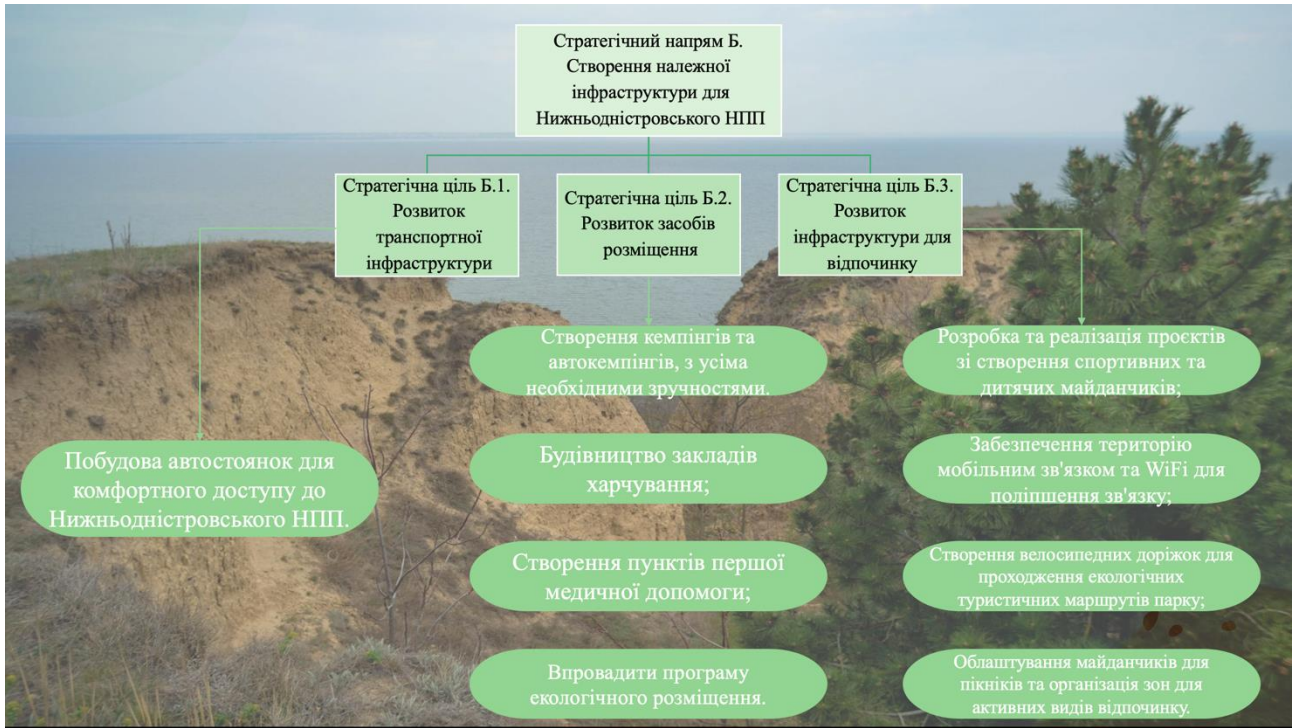 Стратегічний напрям Б.
Створення належної
інфраструктури для
Нижньодністровського НПП
Стратегічна ціль Б.1.
Розвиток
транспортної
інфраструктури
Стратегічна ціль Б.2.
Розвиток засобів
розміщення
Стратегічна ціль Б.3.
Розвиток
інфраструктури для
відпочинку
Побудова автостоянок для
комфортного доступу до
Нижньодністровського НПП.
Створення кемпінгів та
автокемпінгів, з усіма
необхідними зручностями.
Будівництво закладів
харчування;
Створення пунктів першої
медичної допомоги;
Впровадити програму
екологічного розміщення.
Розробка та реалізація проєктів
зі створення спортивних та
дитячих майданчиків;
Забезпечення територію
мобільним зв'язком та WiFi для
поліпшення зв'язку;
Створення велосипедних доріжок для
проходження екологічних
туристичних маршрутів парку;
Облаштування майданчиків для
пікніків та організація зон для
активних видів відпочинку.